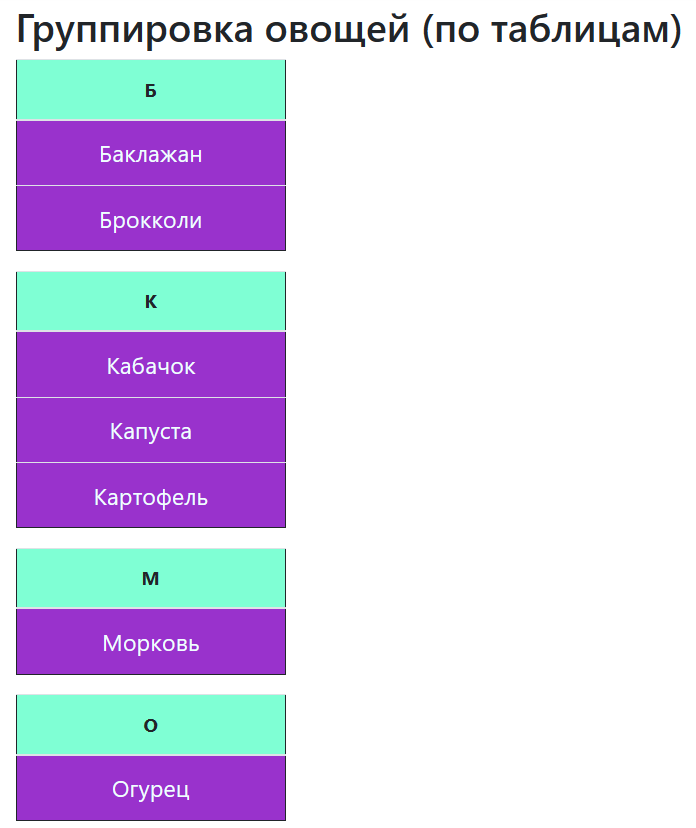 Группировка овощей (по таблицам)
Б
Баклажан
Брокколи
К
Кабачок
Капуста
Картофель
М
Морковь
О
Огурец